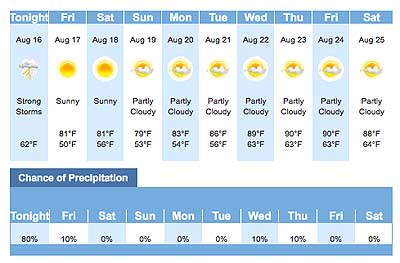 Tonight Fri Sat Sun Mon Tue Wed Thu Fri Sat
Aug 16 Aug 17 Aug 18 Aug 19 Aug 20 Aug 21 Aug 22 Aug 23 Aug 24 Aug 25
Strong Sunny Sunny Partly Partly Partly Partly Partly Partly Partly
Storms Cloudy Cloudy Cloudy Cloudy Cloudy Cloudy Cloudy
81°F 81°F 79°F 83°F 86°F 89°F 90°F 90°F 88°F
62°F 50°F 56°F 53°F 54°F 56°F 63°F 63°F 63°F 64°F
Chance of Precipitation
Tonight Fri Sat Sun Mon Tue Wed Thu Fri Sat
80% 10% 0% 0% 0% 0% 10% 10% 0% 0%